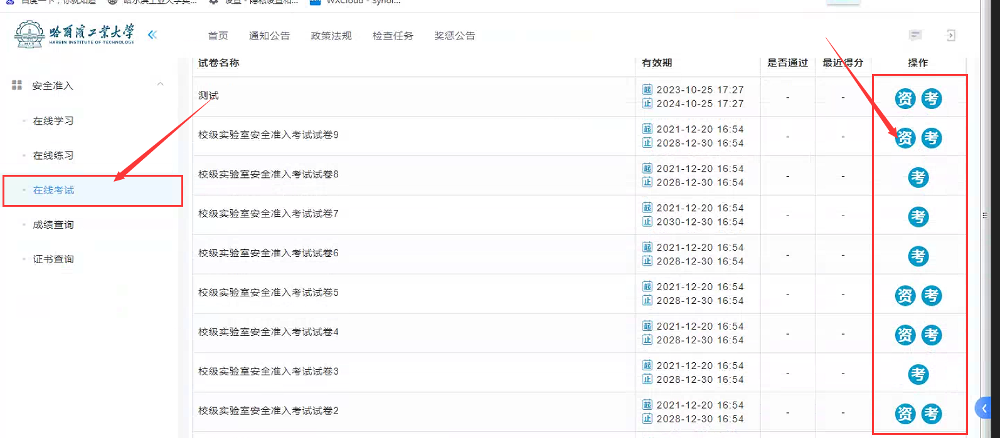 百度一下，你就知道 哈尔滨工业大学实... 设置 - 隐私设置和... WXCloud - Synol...
哈尔滨工業大學
HARBIN INSTITUTE OF TECHNOLOGY
首页 通知公告 政策法规 检查任务 奖惩公告
安全准入
在线学习
在线练习
在线考试
成绩查询
证书查询
试卷名称 有效期 是否通过 最近得分 操作
测试 起 2023-10-25 17:27 - - 资 考
止 2024-10-25 17:27
校级实验室安全准入考试试卷9 起 2021-12-20 16:54 - - 资 考
止 2028-12-30 16:54
校级实验室安全准入考试试卷8 起 2021-12-20 16:54 - - 考
止 2028-12-30 16:54
校级实验室安全准入考试试卷7 起 2021-12-20 16:54 - - 考
止 2030-12-30 16:54
校级实验室安全准入考试试卷6 起 2021-12-20 16:54 - - 考
止 2028-12-30 16:54
校级实验室安全准入考试试卷5 起 2021-12-20 16:54 - - 资 考
止 2028-12-30 16:54
校级实验室安全准入考试试卷4 起 2021-12-20 16:54 - - 资 考
止 2028-12-30 16:54
校级实验室安全准入考试试卷3 起 2021-12-20 16:54 - - 考
止 2028-12-30 16:54
校级实验室安全准入考试试卷2 起 2021-12-20 16:54 - - 资 考
止 2028-12-30 16:54